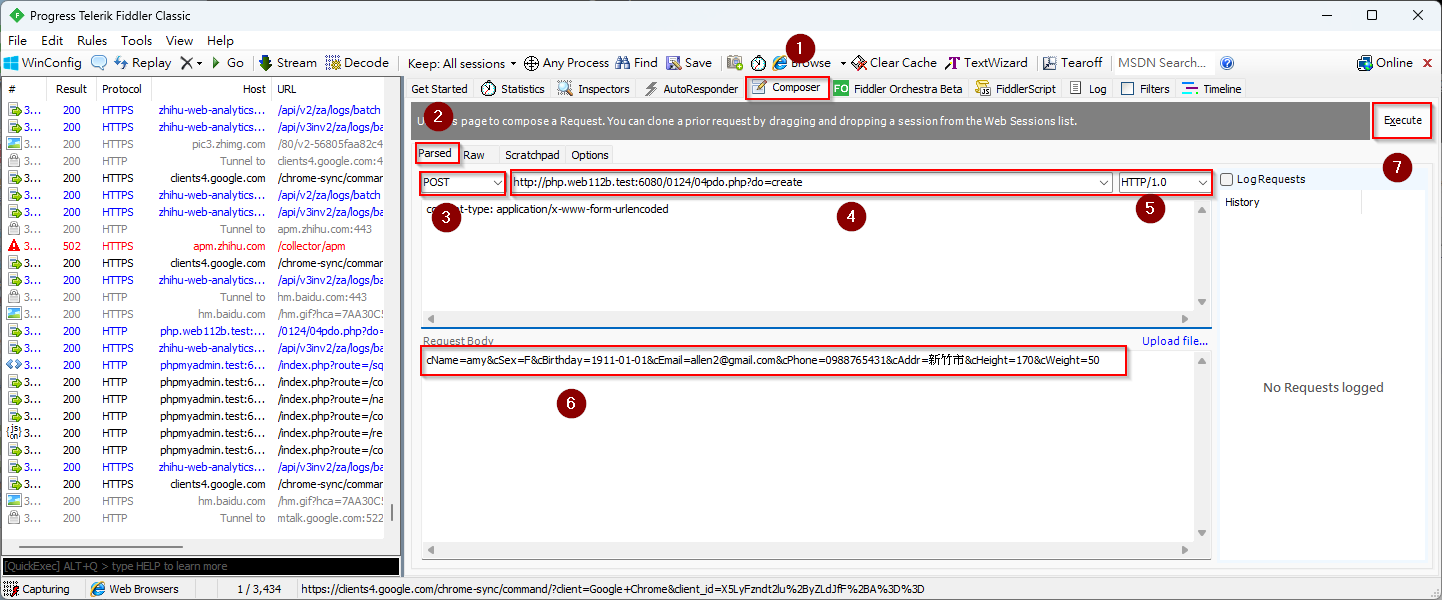 Progress Telerik Fiddler Classic
File Edit Rules Tools View Help
WinConfig Replay Go Stream Decode Keep: All sessions Any Process Find Save Browse Clear Cache TextWizard Tearoff MSDN Search... Online
1
# Result Protocol Host URL
3... 200 HTTPS zhihu-web-analytics... /api/v2/za/logs/batch
3... 200 HTTPS zhihu-web-analytics... /api/v3inv2/za/logs/ba
3... 200 HTTPS pic3.zhimg.com /80/v2-56805faa82c4
3... 200 HTTP Tunnel to clients4.google.com:4
3... 200 HTTPS clients4.google.com /chrome-sync/commar
3... 200 HTTPS zhihu-web-analytics... /api/v2/za/logs/batch
3... 200 HTTPS zhihu-web-analytics... /api/v3inv2/za/logs/ba
3... 200 HTTP Tunnel to apm.zhihu.com:443
3... 502 HTTPS apm.zhihu.com /collector/apm
3... 200 HTTPS clients4.google.com /chrome-sync/commar
3... 200 HTTPS zhihu-web-analytics... /api/v3inv2/za/logs/ba
3... 200 HTTP Tunnel to hm.baidu.com:443
3... 200 HTTPS hm.baidu.com /hm.gif?hca=7AA30C5
3... 200 HTTP php.web112b.test:... /0124/04pdo.php?do=
3... 200 HTTPS zhihu-web-analytics... /api/v3inv2/za/logs/ba
3... 200 HTTP phpmyadmin.test:6... /index.php?route=/sq
3... 200 HTTP phpmyadmin.test:6... /index.php?route=/co
3... 200 HTTP phpmyadmin.test:6... /index.php?route=/na
3... 200 HTTP phpmyadmin.test:6... /index.php?route=/co
3... 200 HTTP phpmyadmin.test:6... /index.php?route=/re
3... 200 HTTP phpmyadmin.test:6... /index.php?route=/co
3... 200 HTTPS zhihu-web-analytics... /api/v3inv2/za/logs/ba
3... 200 HTTPS clients4.google.com /chrome-sync/commar
3... 200 HTTPS hm.baidu.com /hm.gif?hca=7AA30C5
3... 200 HTTP Tunnel to mtalk.google.com:522
[QuickExec] ALT+Q > type HELP to learn more
Get Started Statistics Inspectors AutoResponder Composer FO Fiddler Orchestra Beta FiddlerScript Log Filters Timeline
2
page to compose a Request. You can clone a prior request by dragging and dropping a session from the Web Sessions list.
Execute
Parsed Raw Scratchpad Options
7
POST http://php.web112b.test:6080/0124/04pdo.php?do=create HTTP/1.0
Log Requests
History
-type: application/x-www-form-urlencoded
3 4 5
Request Body Upload file...
cName=amy&cSex=F&cBirthday=1911-01-01&cEmail=allen2@gmail.com&cPhone=0988765431&cAddr=新竹市&cHeight=170&cWeight=50
6
No Requests logged
Capturing Web Browsers 1 / 3,434 https://clients4.google.com/chrome-sync/command/?client=Google+Chrome&client_id=X5LyFzndt2lu%2ByZLdJfF%2BA%3D%3D